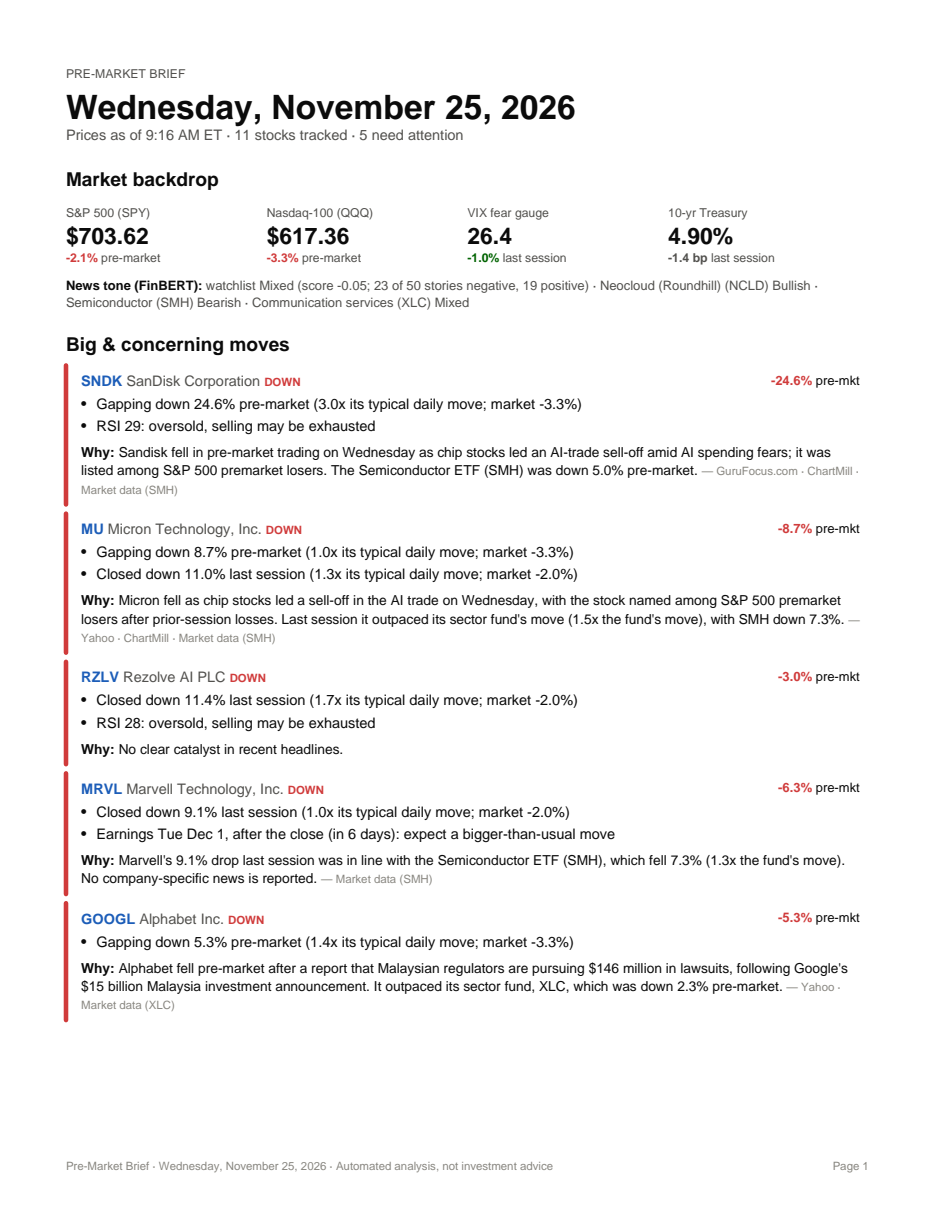 PRE-MARKET BRIEF
Wednesday, November 25, 2026
Prices as of 9:16 AM ET · 11 stocks tracked · 5 need attention
Market backdrop
S&P 500 (SPY)
$703.62
-2.1% pre-market
Nasdaq-100 (QQQ)
$617.36
-3.3% pre-market
VIX fear gauge
26.4
-1.0% last session
10-yr Treasury
4.90%
-1.4 bp last session
News tone (FinBERT): watchlist Mixed (score -0.05; 23 of 50 stories negative, 19 positive) · Neocloud (Roundhill) (NCLD) Bullish ·
Semiconductor (SMH) Bearish · Communication services (XLC) Mixed
Big & concerning moves
SNDK SanDisk Corporation DOWN -24.6% pre-mkt
• Gapping down 24.6% pre-market (3.0x its typical daily move; market -3.3%)
• RSI 29: oversold, selling may be exhausted
Why: Sandisk fell in pre-market trading on Wednesday as chip stocks led an AI-trade sell-off amid AI spending fears; it was
listed among S&P 500 premarket losers. The Semiconductor ETF (SMH) was down 5.0% pre-market. — GuruFocus.com · ChartMill ·
Market data (SMH)
MU Micron Technology, Inc. DOWN -8.7% pre-mkt
• Gapping down 8.7% pre-market (1.0x its typical daily move; market -3.3%)
• Closed down 11.0% last session (1.3x its typical daily move; market -2.0%)
Why: Micron fell as chip stocks led a sell-off in the AI trade on Wednesday, with the stock named among S&P 500 premarket
losers after prior-session losses. Last session it outpaced its sector fund's move (1.5x the fund's move), with SMH down 7.3%. —
Yahoo · ChartMill · Market data (SMH)
RZLV Rezolve AI PLC DOWN -3.0% pre-mkt
• Closed down 11.4% last session (1.7x its typical daily move; market -2.0%)
• RSI 28: oversold, selling may be exhausted
Why: No clear catalyst in recent headlines.
MRVL Marvell Technology, Inc. DOWN -6.3% pre-mkt
• Closed down 9.1% last session (1.0x its typical daily move; market -2.0%)
• Earnings Tue Dec 1, after the close (in 6 days): expect a bigger-than-usual move
Why: Marvell's 9.1% drop last session was in line with the Semiconductor ETF (SMH), which fell 7.3% (1.3x the fund's move).
No company-specific news is reported. — Market data (SMH)
GOOGL Alphabet Inc. DOWN -5.3% pre-mkt
• Gapping down 5.3% pre-market (1.4x its typical daily move; market -3.3%)
Why: Alphabet fell pre-market after a report that Malaysian regulators are pursuing $146 million in lawsuits, following Google's
$15 billion Malaysia investment announcement. It outpaced its sector fund, XLC, which was down 2.3% pre-market. — Yahoo ·
Market data (XLC)
Pre-Market Brief · Wednesday, November 25, 2026 · Automated analysis, not investment advice Page 1